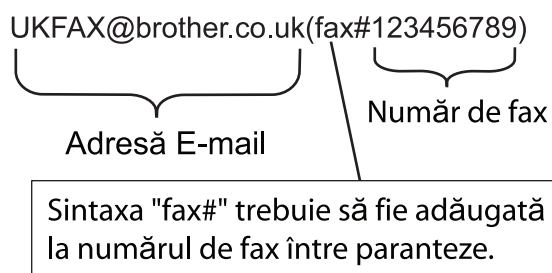 UKFAX@brother.co.uk(fax#123456789)
Număr de fax
Adresă E-mail
Sintaxa "fax#" trebuie să fie adăugată
la numărul de fax între paranteze.